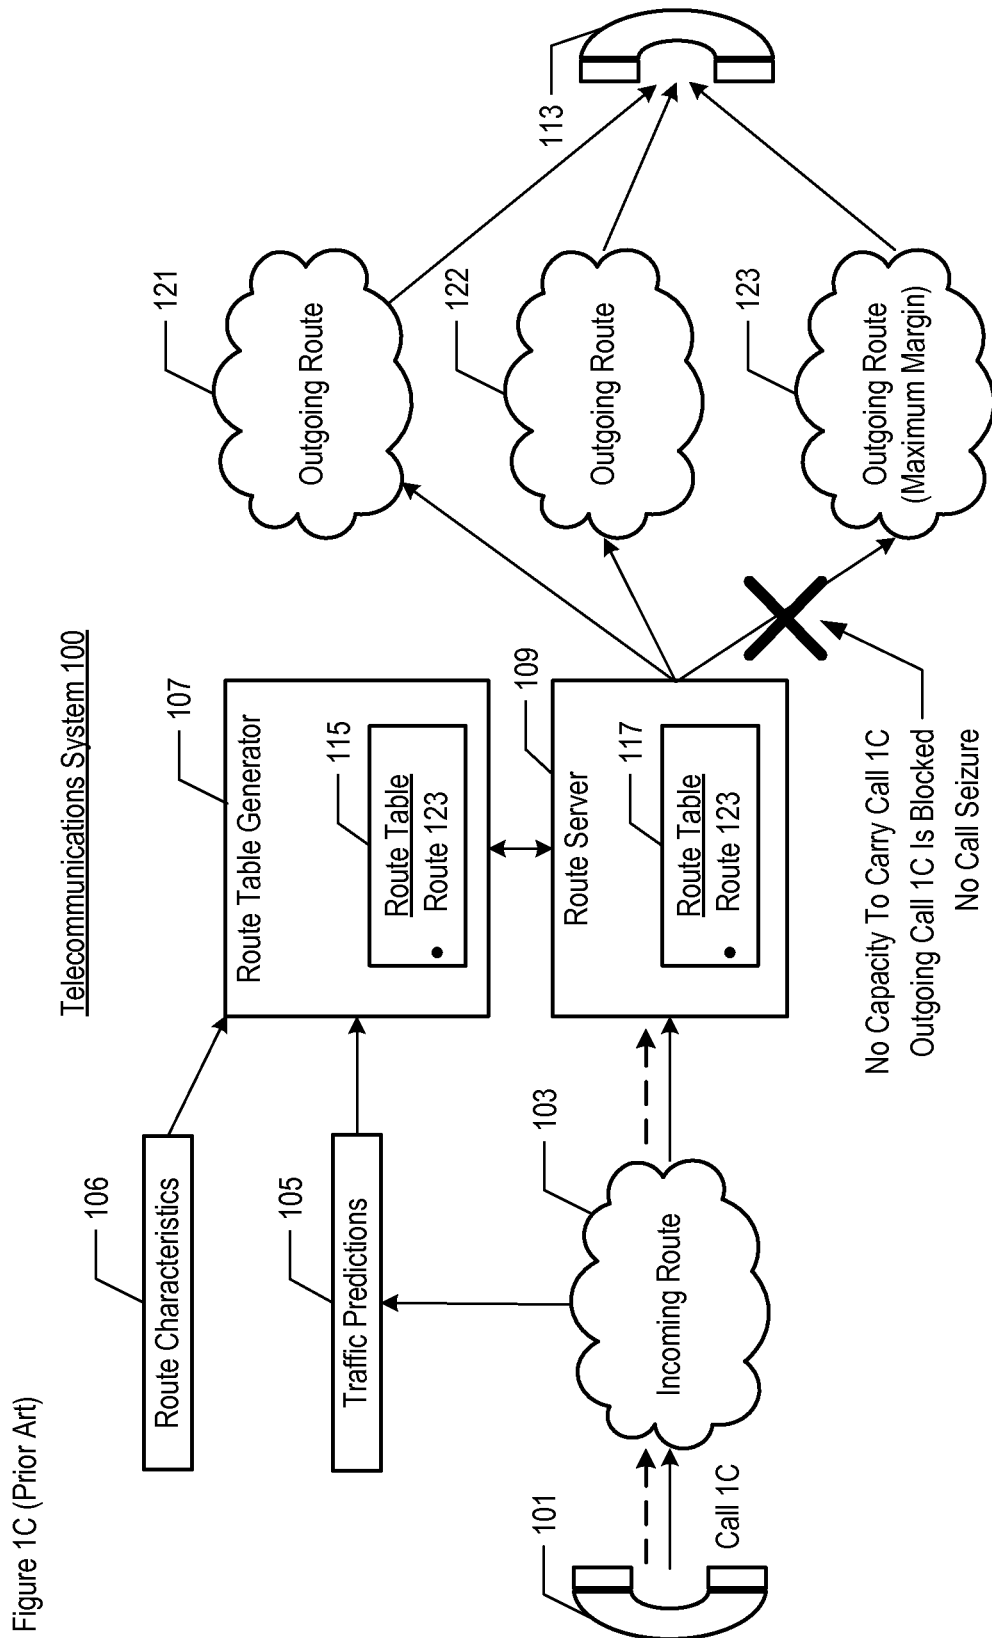 Figure 1C (Prior Art)
Telecommunications System 100
106
Route Characteristics
105
Traffic Predictions
107
Route Table Generator
115
Route Table
• Route 123
109
Route Server
117
Route Table
• Route 123
101
Call 1C
103
Incoming Route
121
Outgoing Route
122
Outgoing Route
123
Outgoing Route
(Maximum Margin)
113
No Capacity To Carry Call 1C
Outgoing Call 1C Is Blocked
No Call Seizure